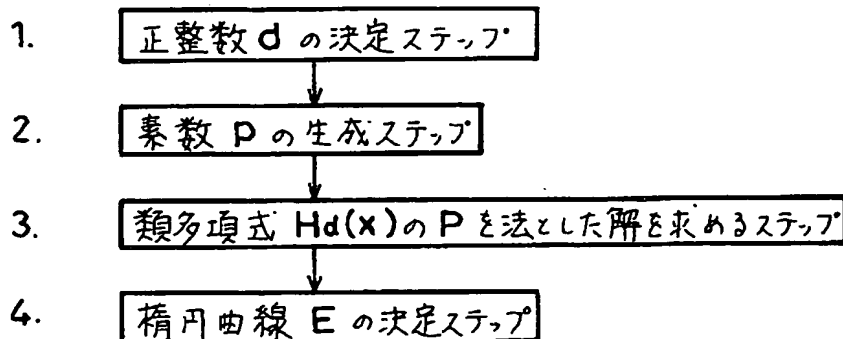 1. 正整数 d の決定ステップ
2. 素数 p の生成ステップ
3. 類多項式 Hd(x)の P を法とした解を求めるステップ
4. 楕円曲線 E の決定ステップ